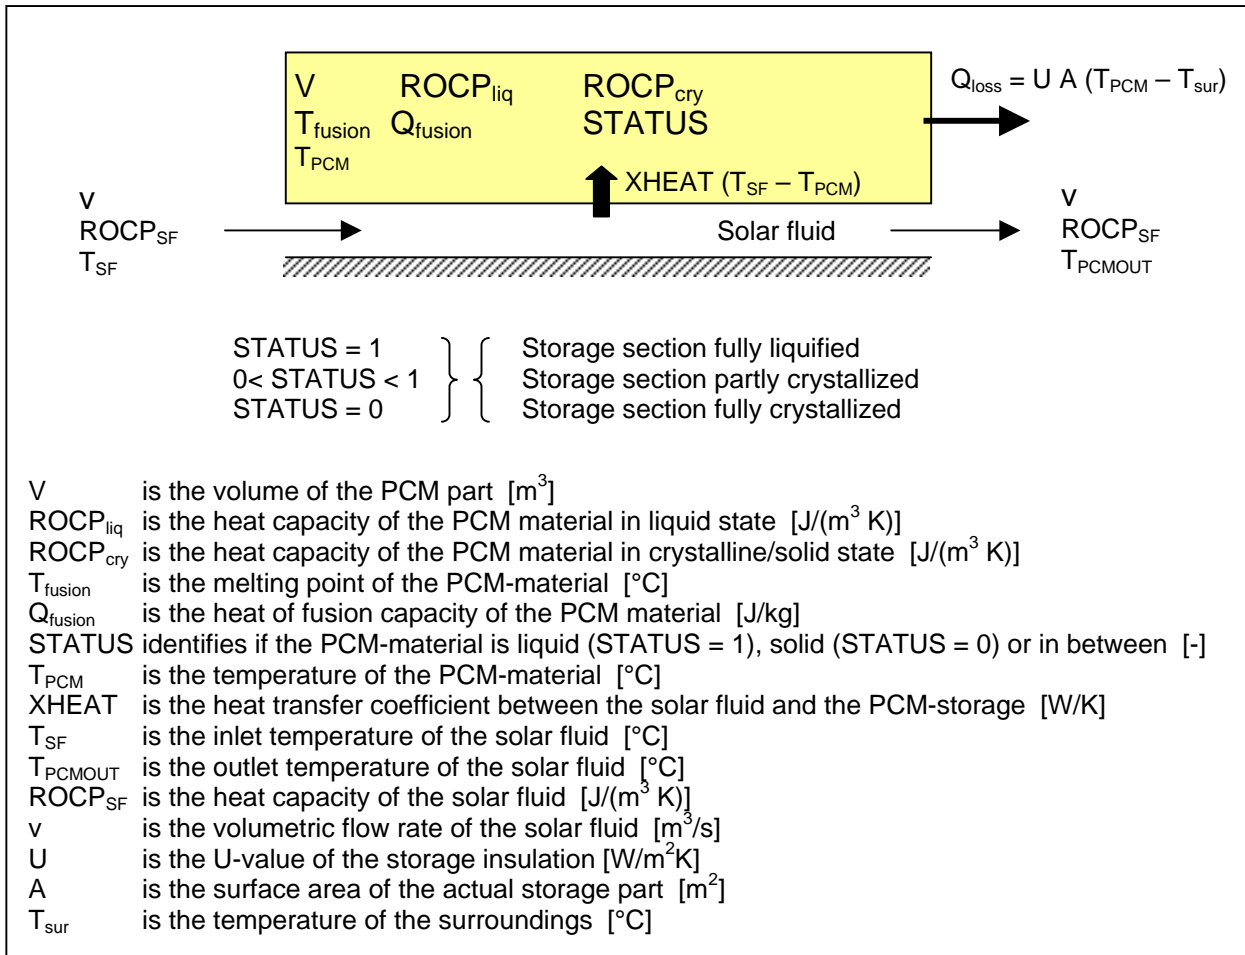 V ROCPliq ROCPcry
Tfusion Qfusion STATUS
TPCM
Qloss = U A (TPCM – Tsur)
XHEAT (TSF – TPCM)
v
ROCPSF
TSF
Solar fluid
v
ROCPSF
TPCMOUT
STATUS = 1 Storage section fully liquified
0< STATUS < 1 Storage section partly crystallized
STATUS = 0 Storage section fully crystallized
V is the volume of the PCM part [m3]
ROCPliq is the heat capacity of the PCM material in liquid state [J/(m3 K)]
ROCPcry is the heat capacity of the PCM material in crystalline/solid state [J/(m3 K)]
Tfusion is the melting point of the PCM-material [°C]
Qfusion is the heat of fusion capacity of the PCM material [J/kg]
STATUS identifies if the PCM-material is liquid (STATUS = 1), solid (STATUS = 0) or in between [-]
TPCM is the temperature of the PCM-material [°C]
XHEAT is the heat transfer coefficient between the solar fluid and the PCM-storage [W/K]
TSF is the inlet temperature of the solar fluid [°C]
TPCMOUT is the outlet temperature of the solar fluid [°C]
ROCPSF is the heat capacity of the solar fluid [J/(m3 K)]
v is the volumetric flow rate of the solar fluid [m3/s]
U is the U-value of the storage insulation [W/m2K]
A is the surface area of the actual storage part [m2]
Tsur is the temperature of the surroundings [°C]